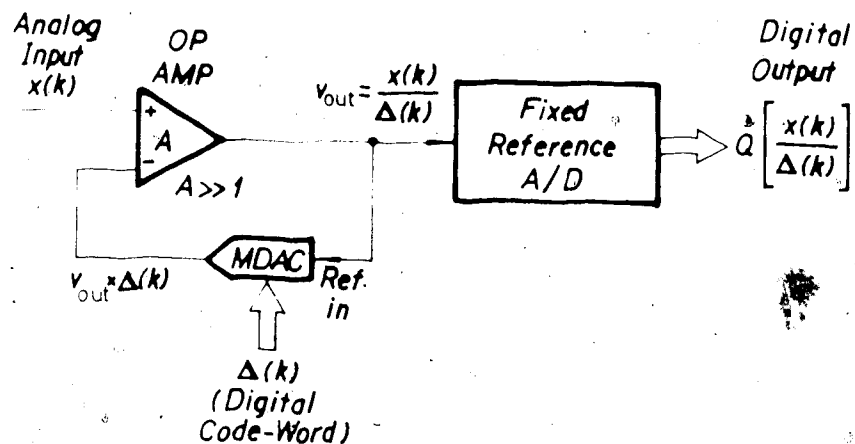 Analog
Input
x(k)
OP
AMP
+
A
−
A >> 1
v_out = x(k) / Δ(k)
Fixed
Reference
A/D
Digital
Output
Q [ x(k) / Δ(k) ]
MDAC
Ref.
in
v_out × Δ(k)
Δ(k)
(Digital
Code-Word)